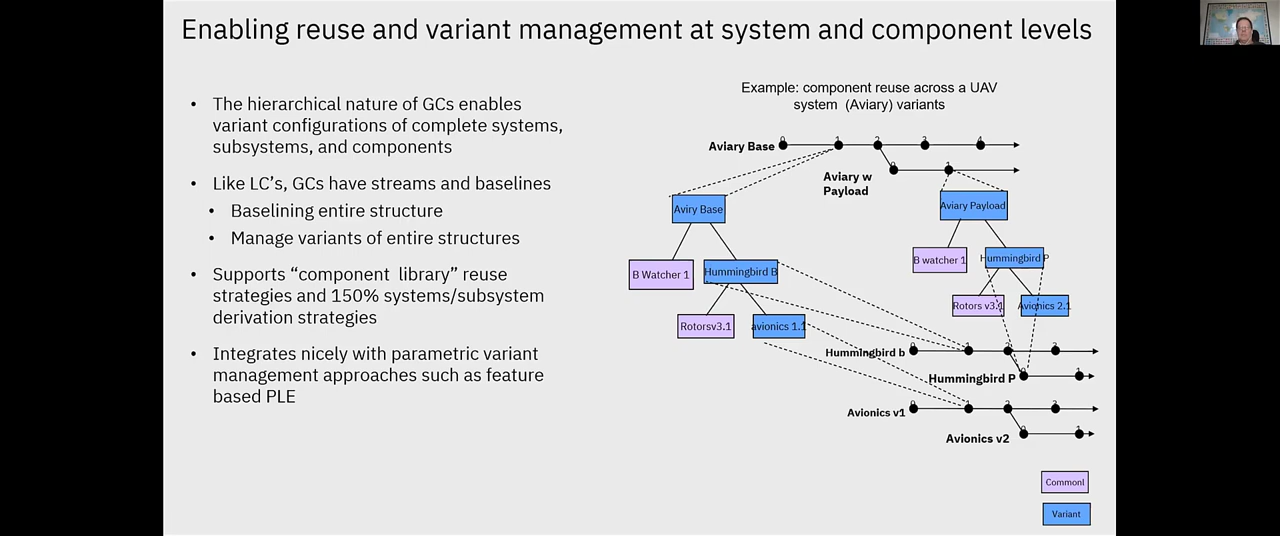 Enabling reuse and variant management at system and component levels
• The hierarchical nature of GCs enables
variant configurations of complete systems,
subsystems, and components
• Like LC's, GCs have streams and baselines
• Baselining entire structure
• Manage variants of entire structures
• Supports “component library” reuse
strategies and 150% systems/subsystem
derivation strategies
• Integrates nicely with parametric variant
management approaches such as feature
based PLE
Example: component reuse across a UAV
system (Aviary) variants
Aviary Base
0 1 2 3 4
Aviary w
Payload
0 1
Aviry Base
Aviary Payload
B Watcher 1
Hummingbird B
B watcher 1
Hummingbird P
Rotorsv3.1
avionics 1.1
Rotors v3.1
Avionics 2.1
Hummingbird b
0 1 2 3
Hummingbird P
0 1
Avionics v1
0 1 2 3
Avionics v2
0 1
Commonl
Variant